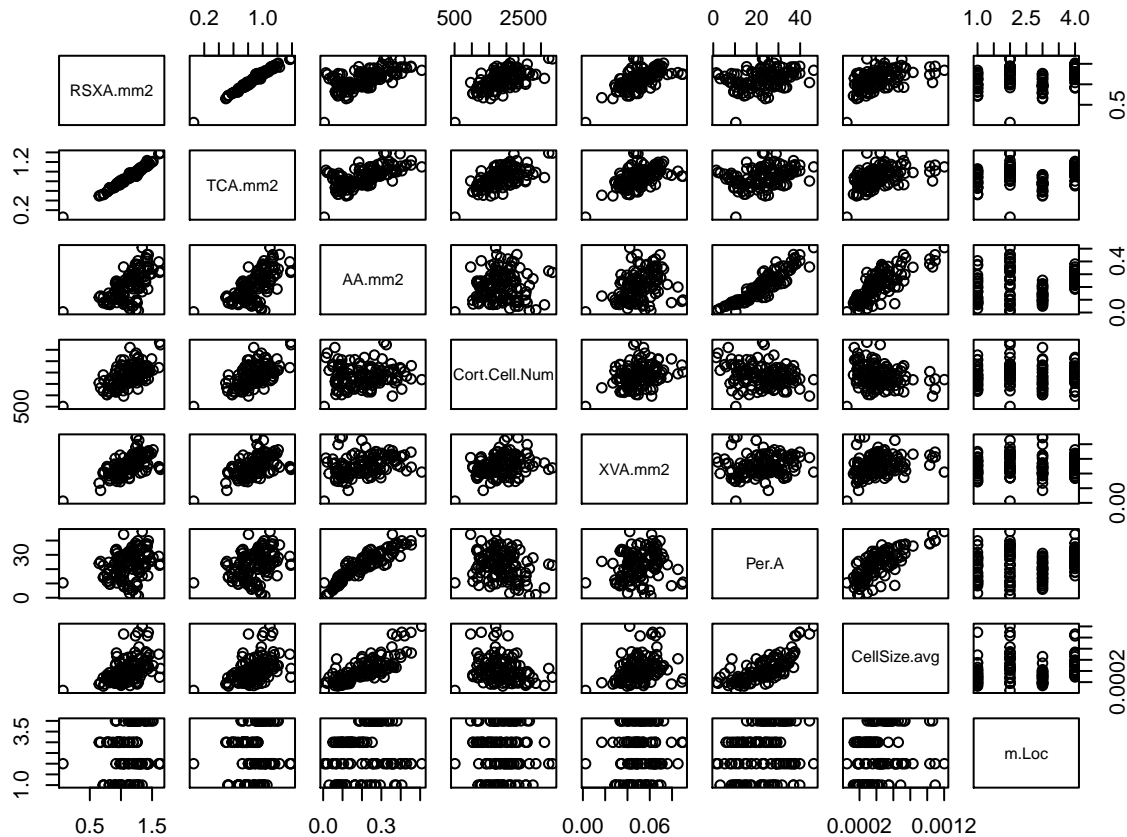 0.2 1.0 500 2500 0 20 40 1.0 2.5 4.0
RSXA.mm2 0.5
0.2 1.2 TCA.mm2
AA.mm2 0.0 0.4
500 Cort.Cell.Num
XVA.mm2 0.00
0 30 Per.A
CellSize.avg 0.0002
1.0 3.5 m.Loc
0.5 1.5 0.0 0.3 0.00 0.06 0.0002 0.0012